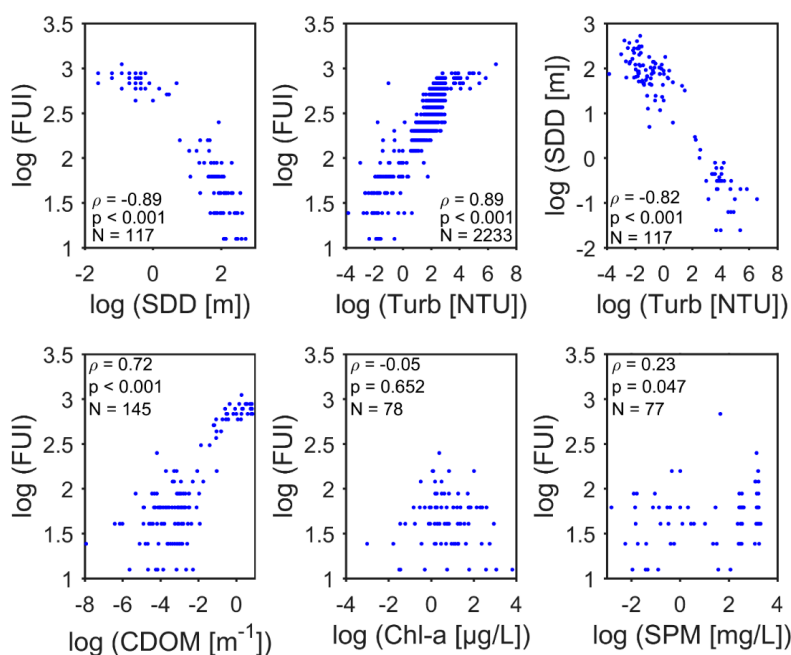 3.5
3
2.5
2
1.5
1
log (FUI)
ρ = -0.89
p < 0.001
N = 117
-2 0 2
log (SDD [m])
3.5
3
2.5
2
1.5
1
log (FUI)
0.89
p < 0.001
N = 2233
-4 -2 0 2 4 6 8
log (Turb [NTU])
3
2
1
0
-1
-2
log (SDD [m])
ρ = -0.82
p < 0.001
N = 117
-4 -2 0 2 4 6 8
log (Turb [NTU])
3.5
3
2.5
2
1.5
1
log (FUI)
ρ = 0.72
p < 0.001
N = 145
-8 -6 -4 -2 0
log (CDOM [m-1])
3.5
3
2.5
2
1.5
1
log (FUI)
ρ = -0.05
p = 0.652
N = 78
-4 -2 0 2 4
log (Chl-a [µg/L])
3.5
3
2.5
2
1.5
1
log (FUI)
ρ = 0.23
p = 0.047
N = 77
-2 0 2 4
log (SPM [mg/L])